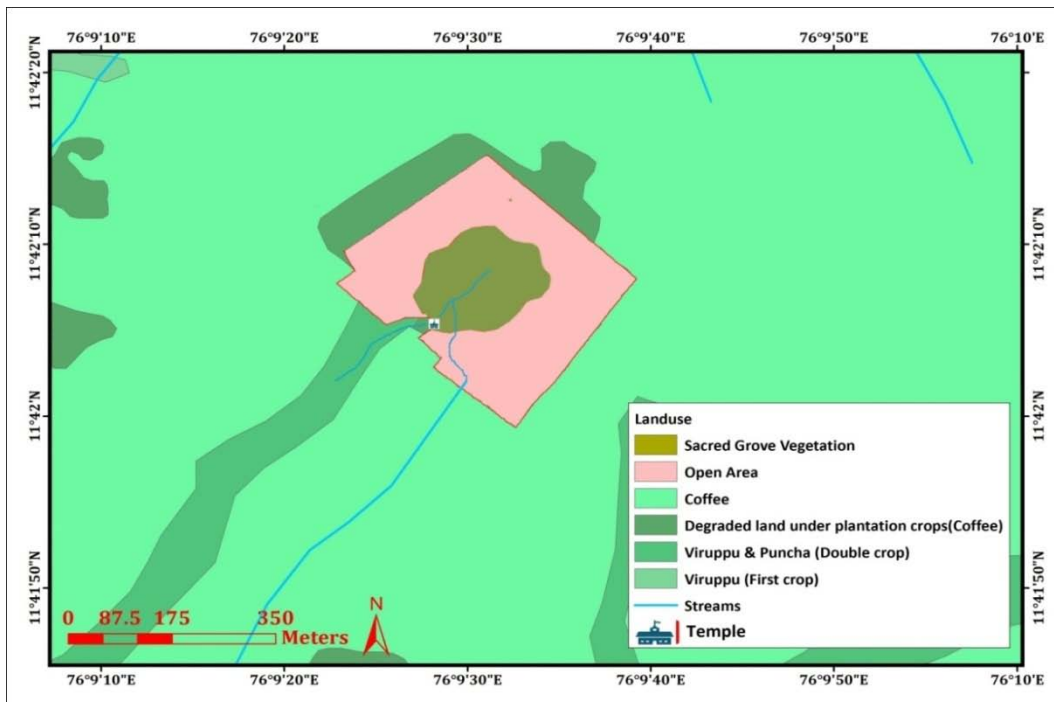 76°9'10"E 76°9'20"E 76°9'30"E 76°9'40"E 76°9'50"E 76°10'E
11°42'20"N 11°42'20"N
11°42'10"N 11°42'10"N
11°42'N 11°42'N
Landuse
Sacred Grove Vegetation
Open Area
Coffee
Degraded land under plantation crops(Coffee)
Viruppu & Puncha (Double crop)
Viruppu (First crop)
Streams
Temple
11°41'50"N 11°41'50"N
0 87.5 175 350
Meters
N
76°9'10"E 76°9'20"E 76°9'30"E 76°9'40"E 76°9'50"E 76°10'E